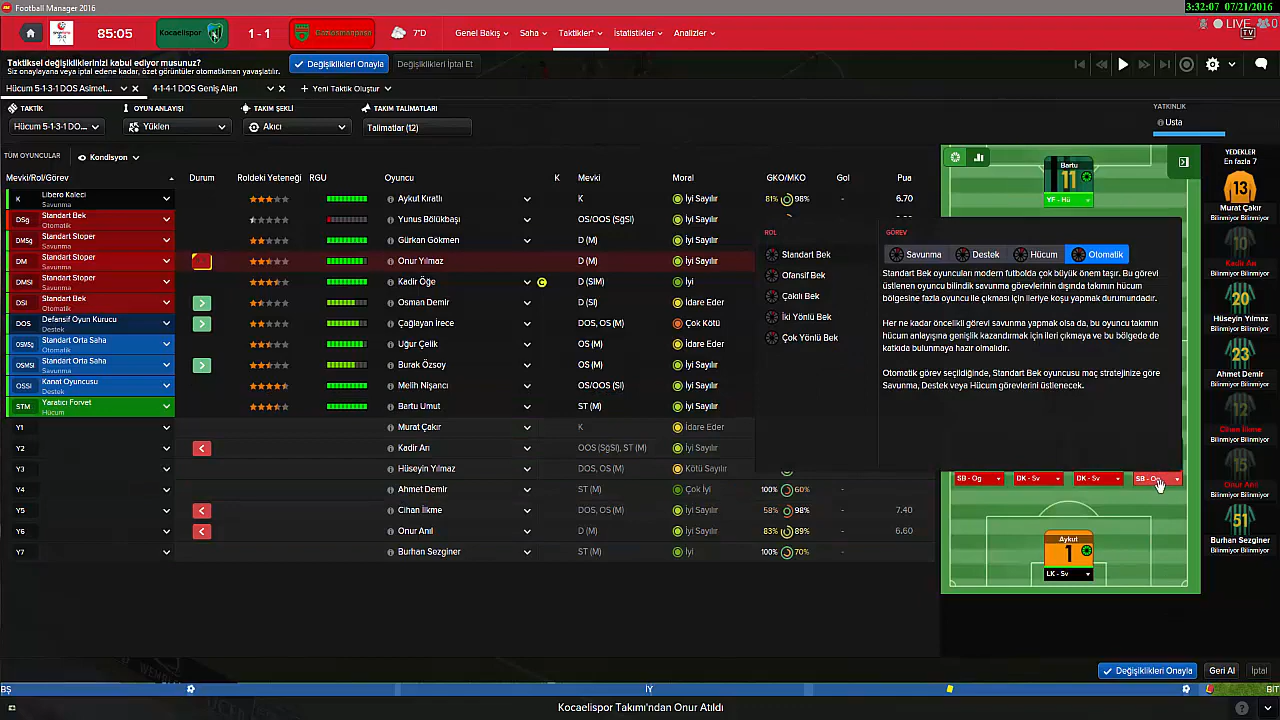 Football Manager 2016
3:32:07 07/21/2016
LIVE
0
TV
85:05
Kocaelispor
1 - 1
Gaziosmanpaşa
7°D
Genel Bakış
Saha
Taktikler*
İstatistikler
Analizler
Taktiksel değişikliklerinizi kabul ediyor musunuz?
Siz onaylayana veya iptal edene kadar, özet görüntüler otomatikman yavaşlatılır.
Değişiklikleri Onayla
Değişiklikleri İptal Et
Hücum 5-1-3-1 DOS Asimet...
4-1-4-1 DOS Geniş Alan
+ Yeni Taktik Oluştur
TAKTİK
OYUN ANLAYIŞI
TAKIM ŞEKLİ
TAKIM TALİMATLARI
YATKINLIK
Hücum 5-1-3-1 DO...
Yüklen
Akıcı
Talimatlar (12)
Usta
TÜM OYUNCULAR
Kondisyon
Mevki/Rol/Görev
Durum
Roldeki Yeteneği
RGU
Oyuncu
K
Mevki
Moral
GKO/MKO
Gol
Pua
K
Libero Kaleci
Savunma
Aykut Kıratlı
K
İyi Sayılır
81%
98%
-
6.70
DSğ
Standart Bek
Otomatik
Yunus Bölükbaşı
OS/OOS (SğSl)
İyi Sayılır
DMSğ
Standart Stoper
Savunma
Gürkan Gökmen
D (M)
İyi Sayılır
DM
Standart Stoper
Savunma
Onur Yılmaz
D (M)
İyi Sayılır
DMSl
Standart Stoper
Savunma
Kadir Öğe
C
D (SlM)
İyi Sayılır
DSl
Standart Bek
Otomatik
Osman Demir
D (Sl)
İdare Eder
DOS
Defansif Oyun Kurucu
Destek
Çağlayan İrece
DOS, OS (M)
Çok Kötü
OSMSğ
Standart Orta Saha
Otomatik
Uğur Çelik
OS (M)
İdare Eder
OSMSl
Standart Orta Saha
Otomatik
Burak Özsoy
OS (M)
İyi Sayılır
OSSl
Kanat Oyuncusu
Destek
Melih Nişancı
OS/OOS (Sl)
İyi Sayılır
STM
Yaratıcı Forvet
Hücum
Bartu Umut
ST (M)
İyi Sayılır
Y1
Murat Çakır
K
İdare Eder
Y2
Kadir Arı
OOS (SğSl), ST (M)
İyi Sayılır
Y3
Hüseyin Yılmaz
DOS, OS (M)
Kötü Sayılır
Y4
Ahmet Demir
ST (M)
Çok İyi
100%
60%
-
Y5
Cihan İlkme
DOS, OS (M)
İyi Sayılır
58%
98%
-
7.40
Y6
Onur Anıl
D (M)
İyi Sayılır
83%
89%
-
6.60
Y7
Burhan Sezginer
ST (M)
İyi
100%
70%
-
ROL
Standart Bek
Ofansif Bek
Çakılı Bek
İki Yönlü Bek
Çok Yönlü Bek
GÖREV
Savunma
Destek
Hücum
Otomatik
Standart Bek oyuncuları modern futbolda çok büyük önem taşır. Bu görevi
üstlenen oyuncu bilindik savunma görevlerinin dışında takımın hücum
bölgesine fazla oyuncu ile çıkması için ileriye koşu yapmak durumundadır.
Her ne kadar öncelikli görevi savunma yapmak olsa da, bu oyuncu takımın
hücum anlayışına genişlik kazandırmak için ileri çıkmaya ve bu bölgede de
katkıda bulunmaya hazır olmalıdır.
Otomatik görev seçildiğinde, Standart Bek oyuncusu maç stratejinize göre
Savunma, Destek veya Hücum görevlerini üstlenecek.
Bartu
11
YF - Hü
SB - Og
DK - Sv
DK - Sv
SB - Og
Aykut
1
LK - Sv
YEDEKLER
En fazla 7
13
Murat Çakır
Bilinmiyor Bilinmiyor
10
Kadir Arı
Bilinmiyor Bilinmiyor
20
Hüseyin Yılmaz
Bilinmiyor Bilinmiyor
23
Ahmet Demir
Bilinmiyor Bilinmiyor
12
Cihan İlkme
Bilinmiyor Bilinmiyor
15
Onur Anıl
Bilinmiyor Bilinmiyor
51
Burhan Sezginer
Bilinmiyor Bilinmiyor
Değişiklikleri Onayla
Geri Al
İptal
BŞ
İY
BİT
Kocaelispor Takımı'ndan Onur Atıldı